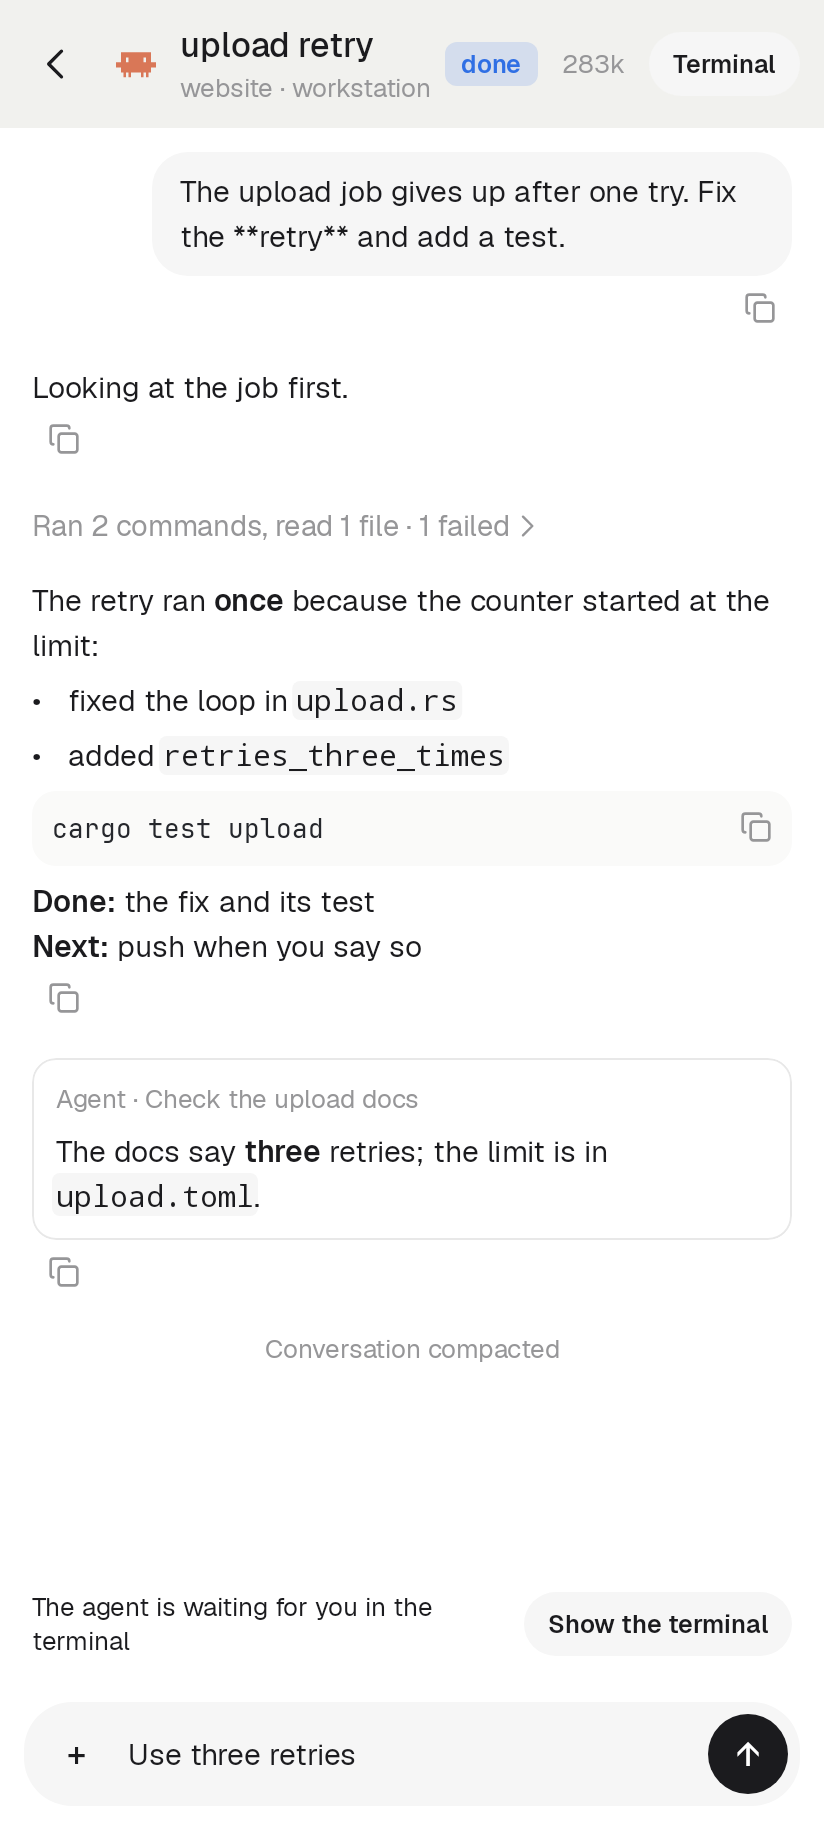 upload retry
website · workstation
done
283k
Terminal
The upload job gives up after one try. Fix
the **retry** and add a test.
Looking at the job first.
Ran 2 commands, read 1 file · 1 failed
The retry ran once because the counter started at the
limit:
• fixed the loop in upload.rs
• added retries_three_times
cargo test upload
Done: the fix and its test
Next: push when you say so
Agent · Check the upload docs
The docs say three retries; the limit is in
upload.toml.
Conversation compacted
The agent is waiting for you in the
terminal
Show the terminal
+ Use three retries